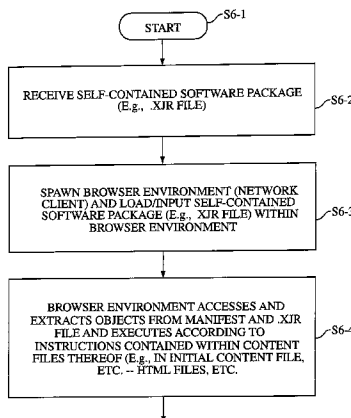 START
S6-1
RECEIVE SELF-CONTAINED SOFTWARE PACKAGE
(E.g., .XJR FILE)
S6-2
SPAWN BROWSER ENVIRONMENT (NETWORK
CLIENT) AND LOAD/INPUT SELF-CONTAINED
SOFTWARE PACKAGE (E.g., .XJR FILE) WITHIN
BROWSER ENVIRONMENT
S6-3
BROWSER ENVIRONMENT ACCESSES AND
EXTRACTS OBJECTS FROM MANIFEST AND .XJR
FILE AND EXECUTES ACCORDING TO
INSTRUCTIONS CONTAINED WITHIN CONTENT
FILES THEREOF (E.g., IN INITIAL CONTENT FILE,
ETC. -- HTML FILES, ETC.
S6-4